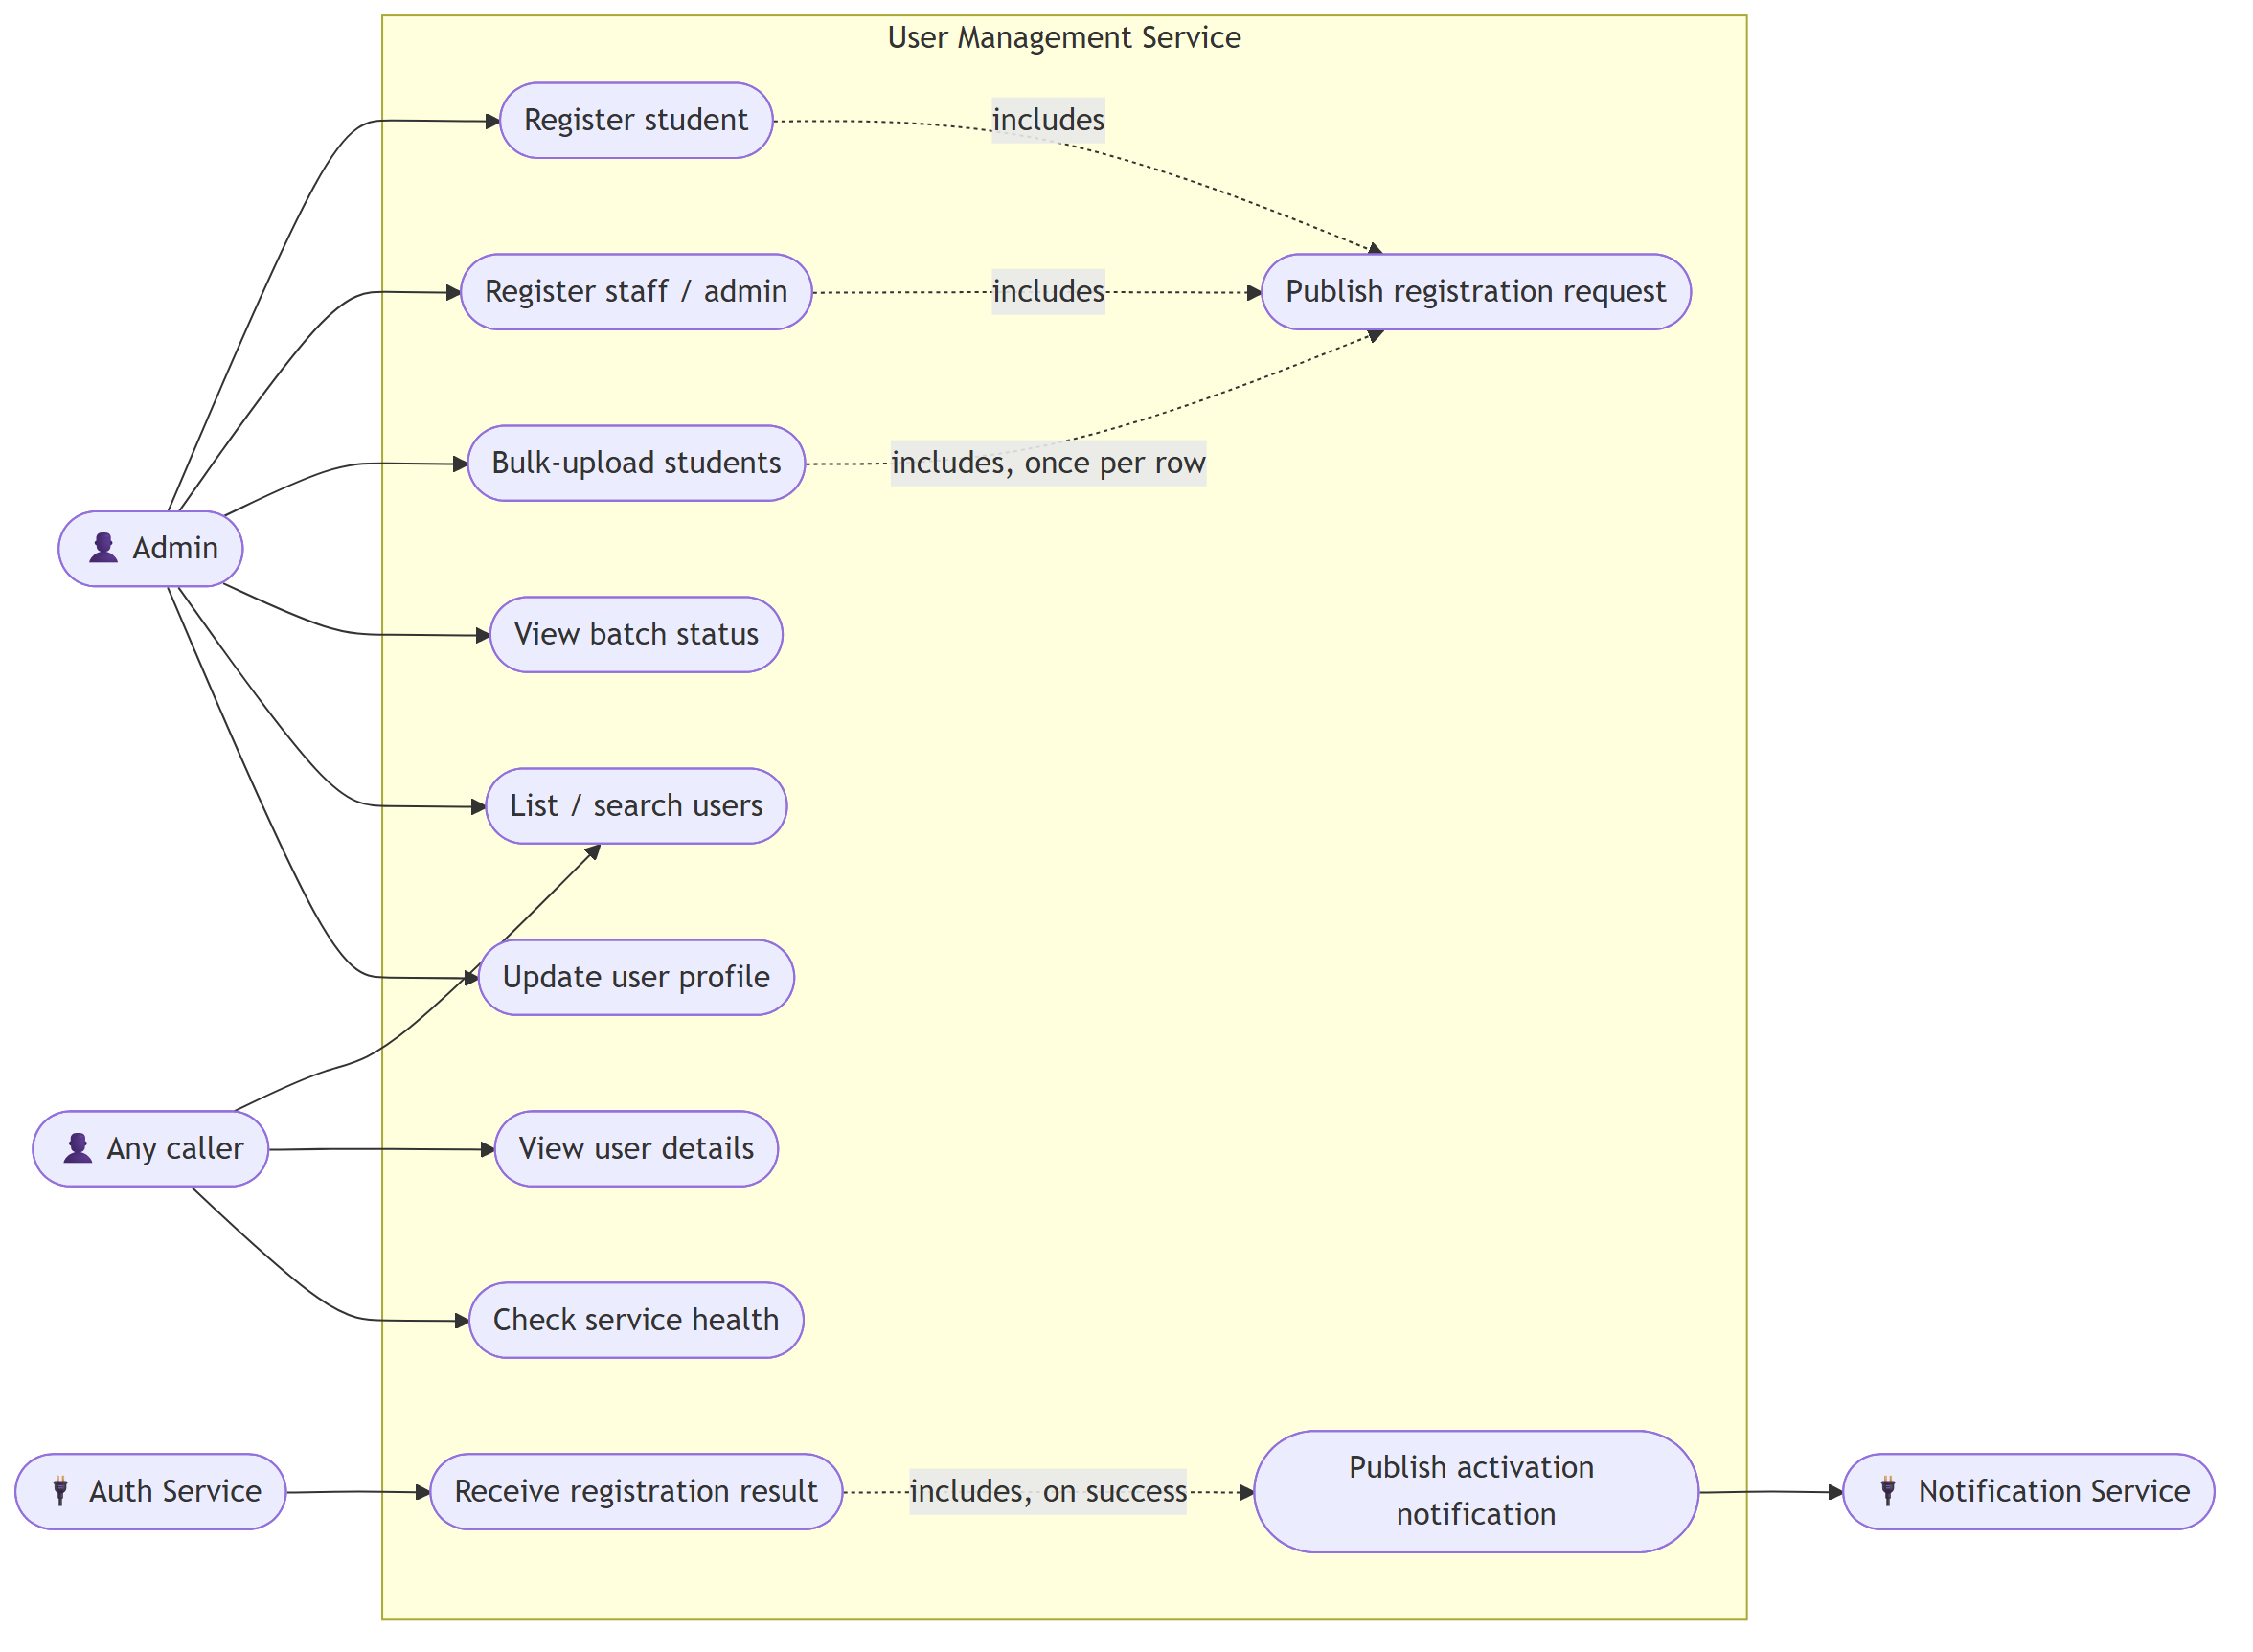 User Management Service
Register student
includes
Register staff / admin
includes
Publish registration request
Bulk-upload students
includes, once per row
Admin
View batch status
List / search users
Update user profile
Any caller
View user details
Check service health
Auth Service
Receive registration result
includes, on success
Publish activation
notification
Notification Service